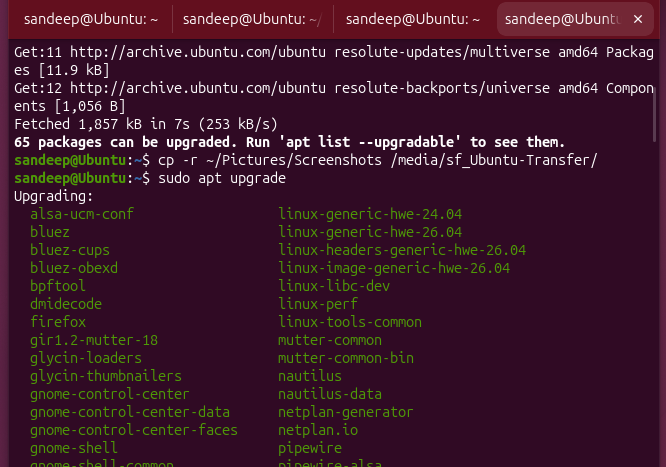 sandeep@Ubuntu: ~ sandeep@Ubuntu: ~/ sandeep@Ubuntu: ~ sandeep@Ubuntu: ×
Get:11 http://archive.ubuntu.com/ubuntu resolute-updates/multiverse amd64 Packag
es [11.9 kB]
Get:12 http://archive.ubuntu.com/ubuntu resolute-backports/universe amd64 Compon
ents [1,056 B]
Fetched 1,857 kB in 7s (253 kB/s)
65 packages can be upgraded. Run 'apt list --upgradable' to see them.
sandeep@Ubuntu:~$ cp -r ~/Pictures/Screenshots /media/sf_Ubuntu-Transfer/
sandeep@Ubuntu:~$ sudo apt upgrade
Upgrading:
alsa-ucm-conf linux-generic-hwe-24.04
bluez linux-generic-hwe-26.04
bluez-cups linux-headers-generic-hwe-26.04
bluez-obexd linux-image-generic-hwe-26.04
bpftool linux-libc-dev
dmidecode linux-perf
firefox linux-tools-common
gir1.2-mutter-18 mutter-common
glycin-loaders mutter-common-bin
glycin-thumbnailers nautilus
gnome-control-center nautilus-data
gnome-control-center-data netplan-generator
gnome-control-center-faces netplan.io
gnome-shell pipewire
gnome-shell-common pipewire-alsa